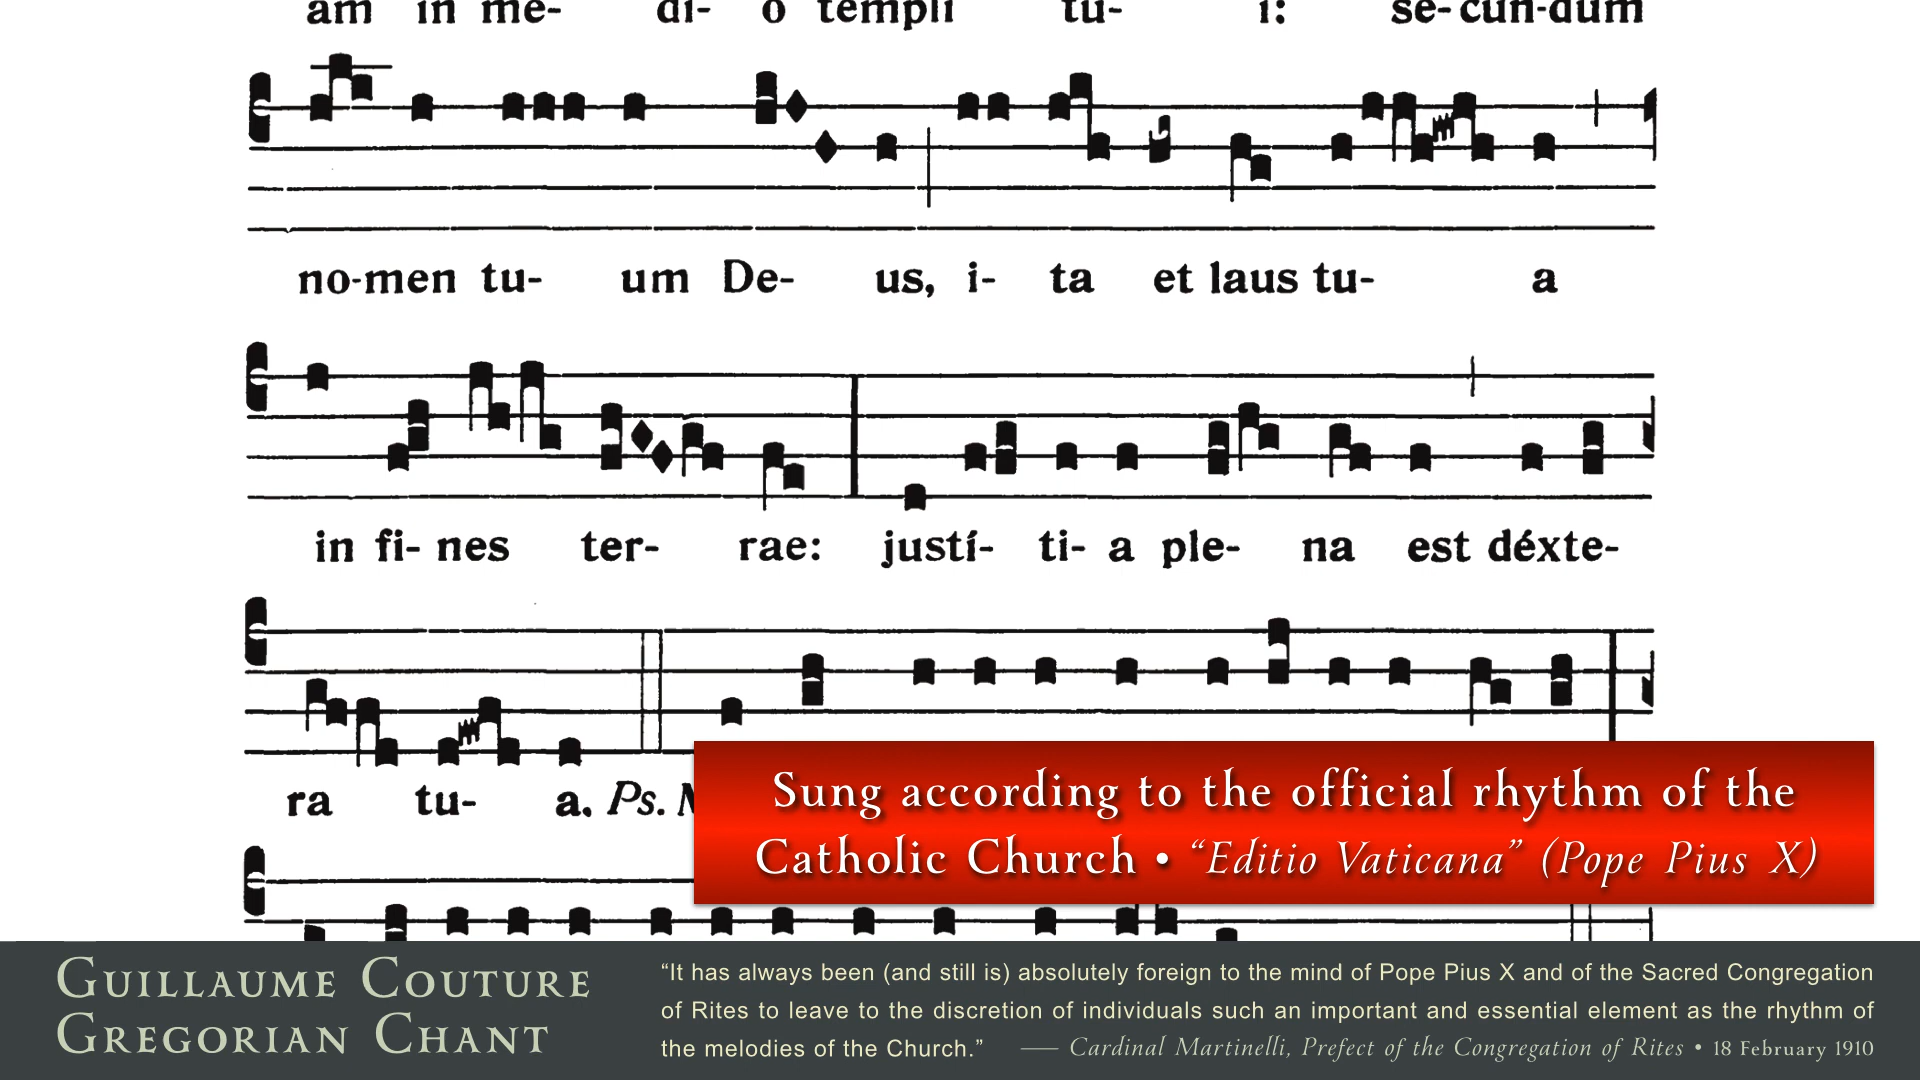 am in me- di- o templi tu- i: se-cun-dum
no-men tu- um De- us, i- ta et laus tu- a
in fi- nes ter- rae: justí- ti- a ple- na est déxte-
ra tu- a. Ps.
Sung according to the official rhythm of the
Catholic Church • “Editio Vaticana” (Pope Pius X)
Guillaume Couture
Gregorian Chant
“It has always been (and still is) absolutely foreign to the mind of Pope Pius X and of the Sacred Congregation
of Rites to leave to the discretion of individuals such an important and essential element as the rhythm of
the melodies of the Church.” —— Cardinal Martinelli, Prefect of the Congregation of Rites • 18 February 1910